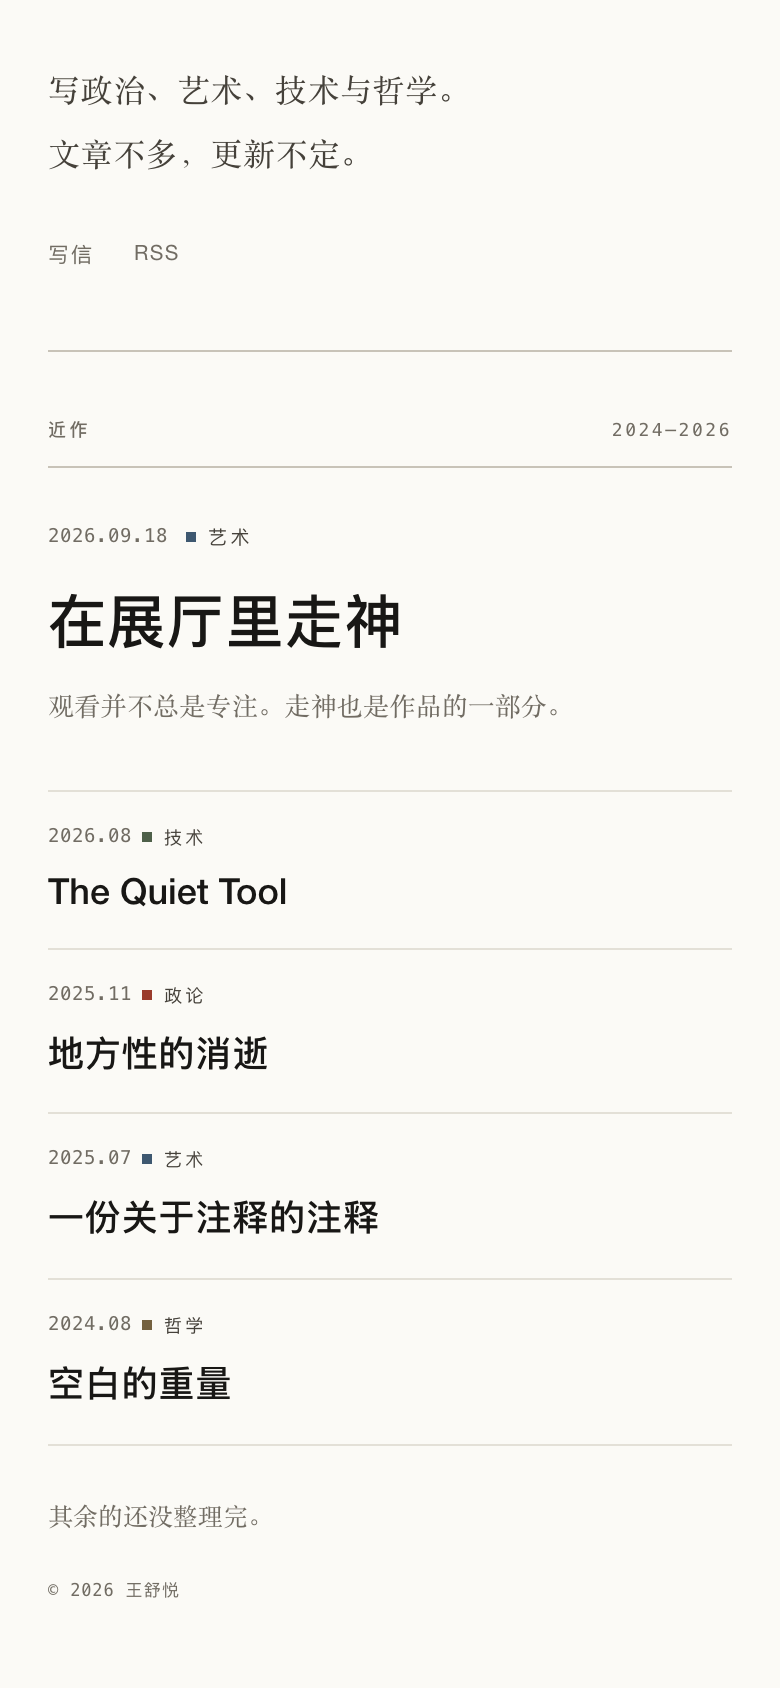 写政治、艺术、技术与哲学。
文章不多，更新不定。
写信 RSS
近作 2024—2026
2026.09.18 艺术
在展厅里走神
观看并不总是专注。走神也是作品的一部分。
2026.08 技术
The Quiet Tool
2025.11 政论
地方性的消逝
2025.07 艺术
一份关于注释的注释
2024.08 哲学
空白的重量
其余的还没整理完。
© 2026 王舒悦